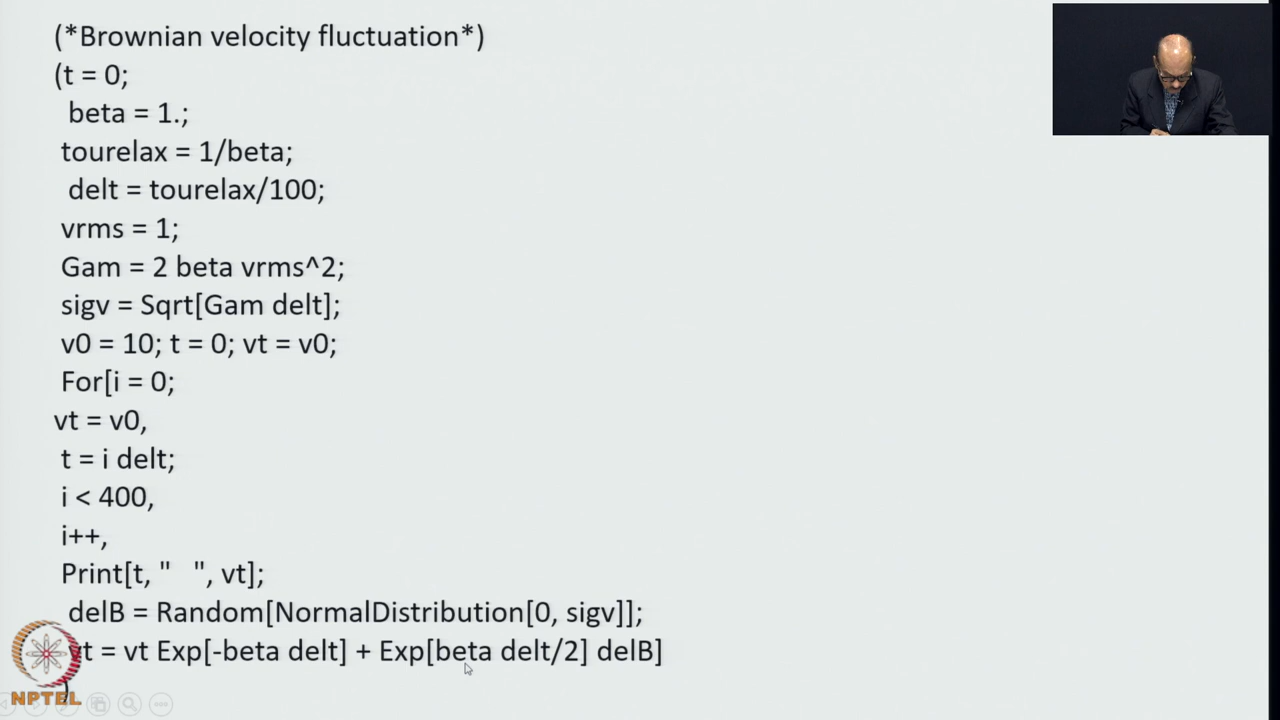 (*Brownian velocity fluctuation*)
(t = 0;
beta = 1.;
tourelax = 1/beta;
delt = tourelax/100;
vrms = 1;
Gam = 2 beta vrms^2;
sigv = Sqrt[Gam delt];
v0 = 10; t = 0; vt = v0;
For[i = 0;
vt = v0,
t = i delt;
i < 400,
i++,
Print[t, "   ", vt];
delB = Random[NormalDistribution[0, sigv]];
vt = vt Exp[-beta delt] + Exp[beta delt/2] delB]
)
NPTEL